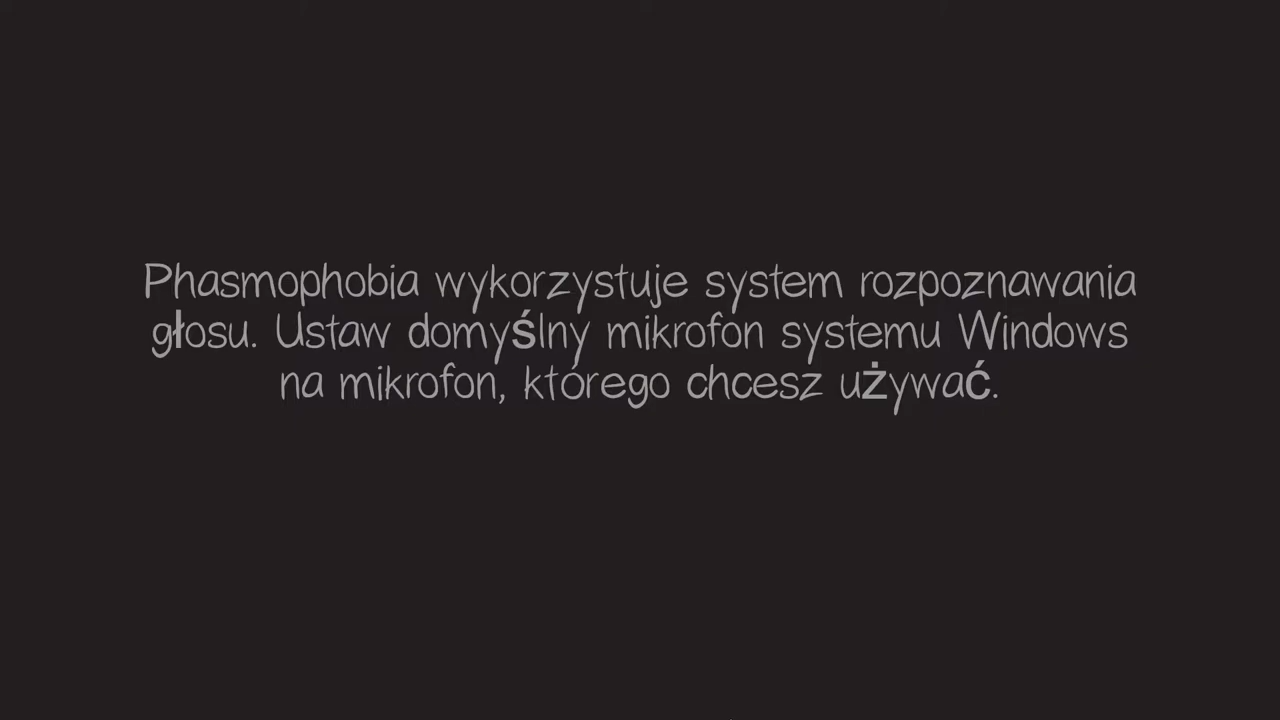 Phasmophobia wykorzystuje system rozpoznawania
głosu. Ustaw domyślny mikrofon systemu Windows
na mikrofon, którego chcesz używać.